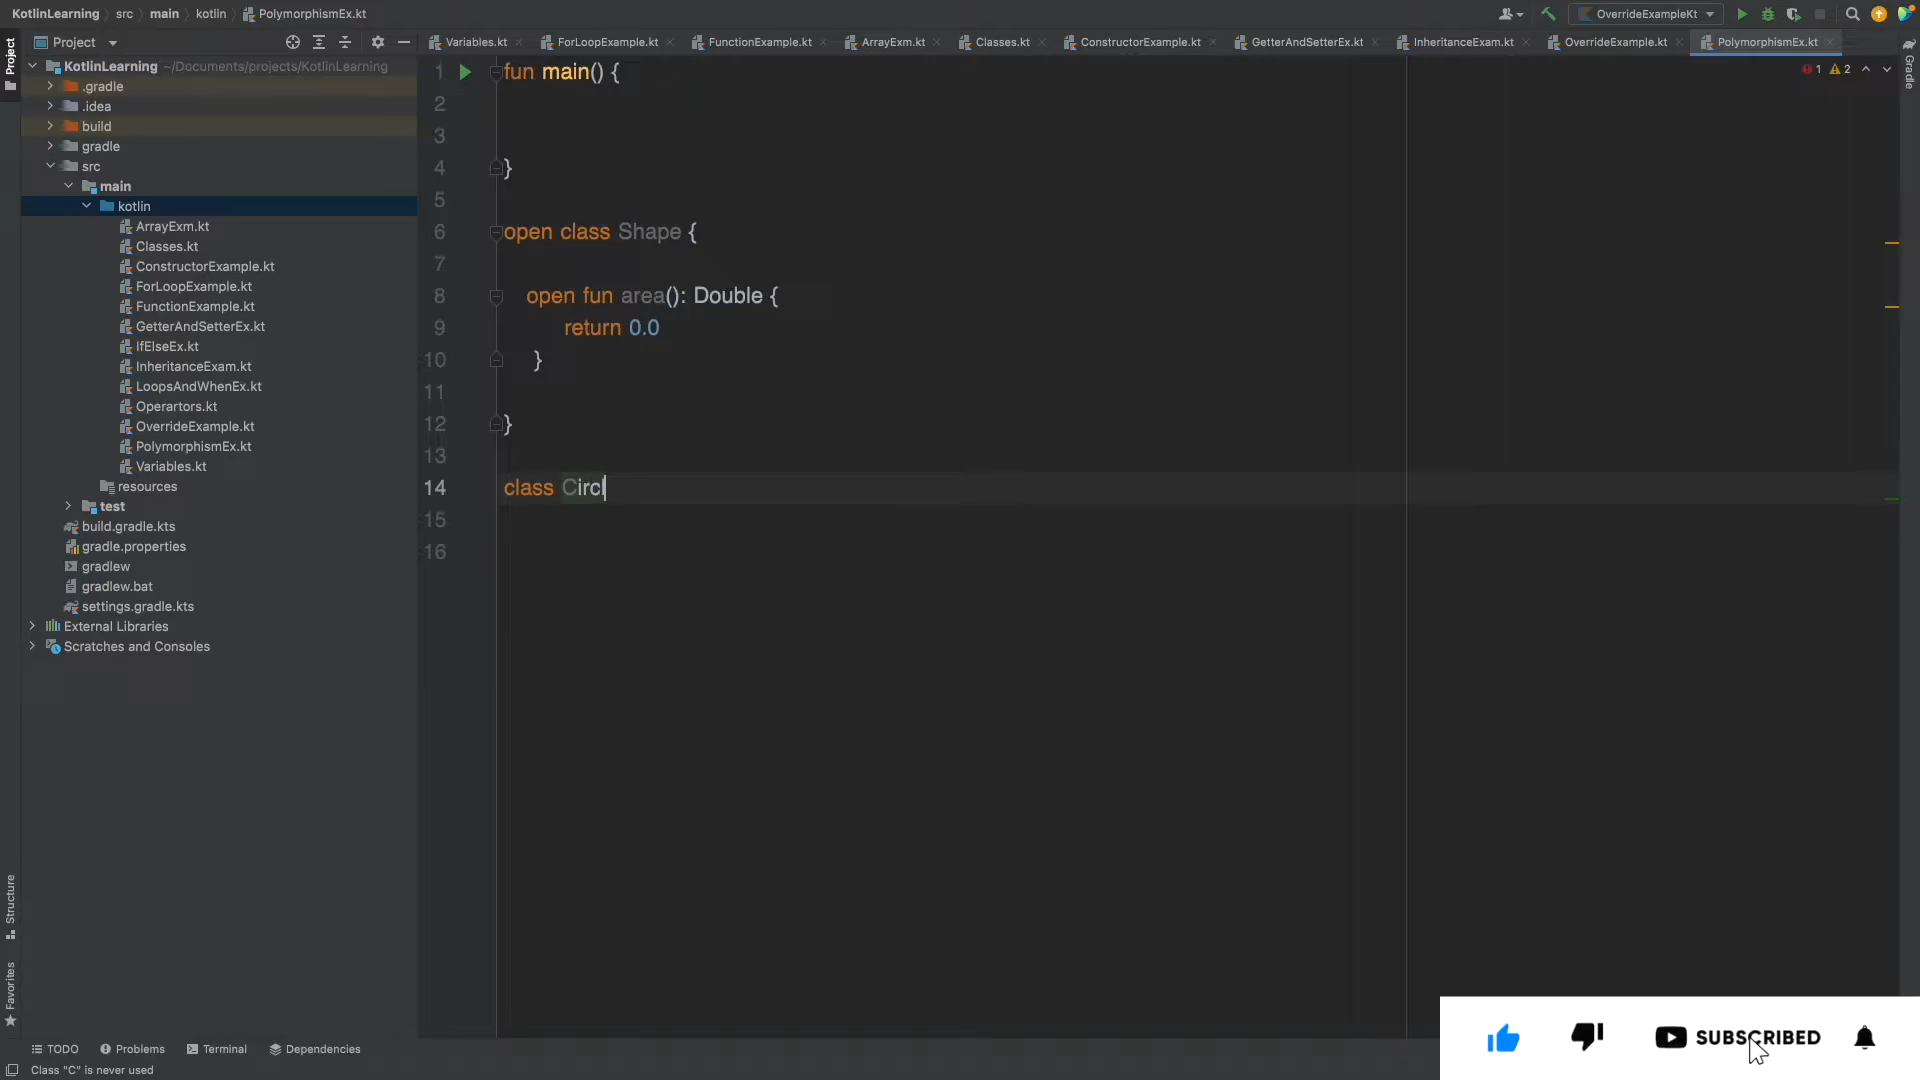 KotlinLearning src main kotlin PolymorphismEx.kt OverrideExampleKt
Project Variables.kt ForLoopExample.kt FunctionExample.kt ArrayExm.kt Classes.kt ConstructorExample.kt GetterAndSetterEx.kt InheritanceExam.kt OverrideExample.kt PolymorphismEx.kt
Project
Gradle
KotlinLearning ~/Documents/projects/KotlinLearning
.gradle
.idea
build
gradle
src
main
kotlin
ArrayExm.kt
Classes.kt
ConstructorExample.kt
ForLoopExample.kt
FunctionExample.kt
GetterAndSetterEx.kt
IfElseEx.kt
InheritanceExam.kt
LoopsAndWhenEx.kt
Operartors.kt
OverrideExample.kt
PolymorphismEx.kt
Variables.kt
resources
test
build.gradle.kts
gradle.properties
gradlew
gradlew.bat
settings.gradle.kts
External Libraries
Scratches and Consoles
1 fun main() {
2
3
4 }
5
6 open class Shape {
7
8 open fun area(): Double {
9 return 0.0
10 }
11
12 }
13
14 class Circl
15
16
1 2
Structure
Favorites
TODO Problems Terminal Dependencies
Class "C" is never used
SUBSCRIBED